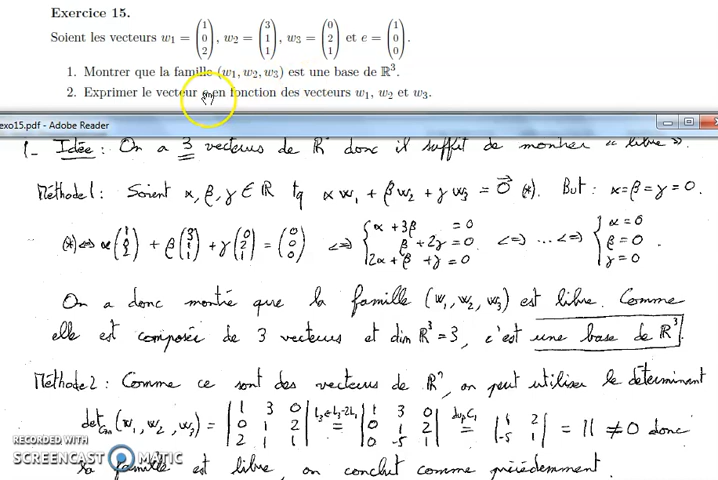 Exercice 15.
Soient les vecteurs w₁ = (1 0 2), w₂ = (3 1 1), w₃ = (0 2 1) et e = (1 0 0).
1. Montrer que la famille (w₁, w₂, w₃) est une base de ℝ³.
2. Exprimer le vecteur e en fonction des vecteurs w₁, w₂ et w₃.
exo15.pdf - Adobe Reader
1_ Idée : On a 3 vecteurs de ℝ³ donc il suffit de montrer "libre".
Méthode 1 : Soient α, β, γ ∈ ℝ tq α w₁ + β w₂ + γ w₃ = 0⃗ (*). But : α=β=γ=0.
(*) <=> α(1 0 2) + β(3 1 1) + γ(0 2 1) = (0 0 0) <=> { α + 3β = 0 ; β + 2γ = 0 ; 2α + β + γ = 0 <=> ... <=> { α = 0 ; β = 0 ; γ = 0 .
On a donc montré que la famille (w₁, w₂, w₃) est libre. Comme
elle est composée de 3 vecteurs et dim ℝ³ = 3, c'est une base de ℝ³.
Méthode 2 : Comme ce sont des vecteurs de ℝⁿ, on peut utiliser le déterminant
det_can (w₁, w₂, w₃) = |1 3 0 ; 0 1 2 ; 2 1 1| L₃←L₃-2L₁ = |1 3 0 ; 0 1 2 ; 0 -5 1| dvp C₁ = |1 2 ; -5 1| = 11 ≠ 0 donc
la famille est libre, on conclut comme précédemment.
RECORDED WITH
SCREENCAST MATIC